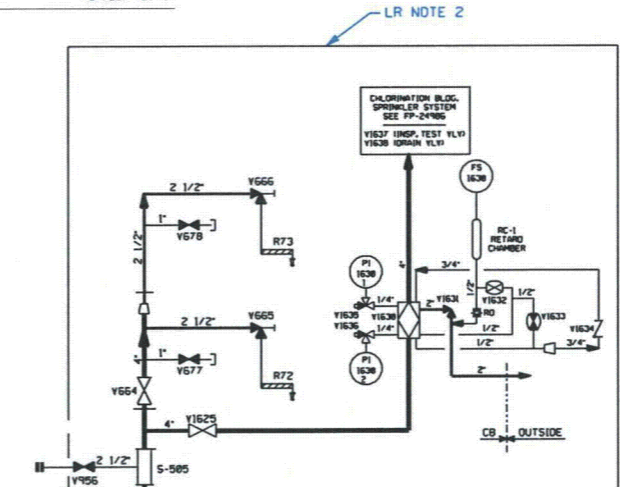 LR NOTE 2
CHLORINATION BLDG.
SPRINKLER SYSTEM
SEE FP-24906
V1637 (INSP. TEST VLV)
V1638 (DRAIN VLV)
FS
1630
2 1/2"
V666
1"
V678
R73
2 1/2"
RC-1
RETARD
CHAMBER
PI
1630
1
4"
3/4"
1/2"
V1632
1/2"
1/4"
V1635
V1630
2"
V1631
RO
V1633
V1634
V1636
1/4"
1/2"
1/2"
3/4"
PI
1630
2
2"
2 1/2"
V665
4"
1"
V677
R72
V664
4"
V1625
CB
OUTSIDE
2 1/2"
S-505
V956